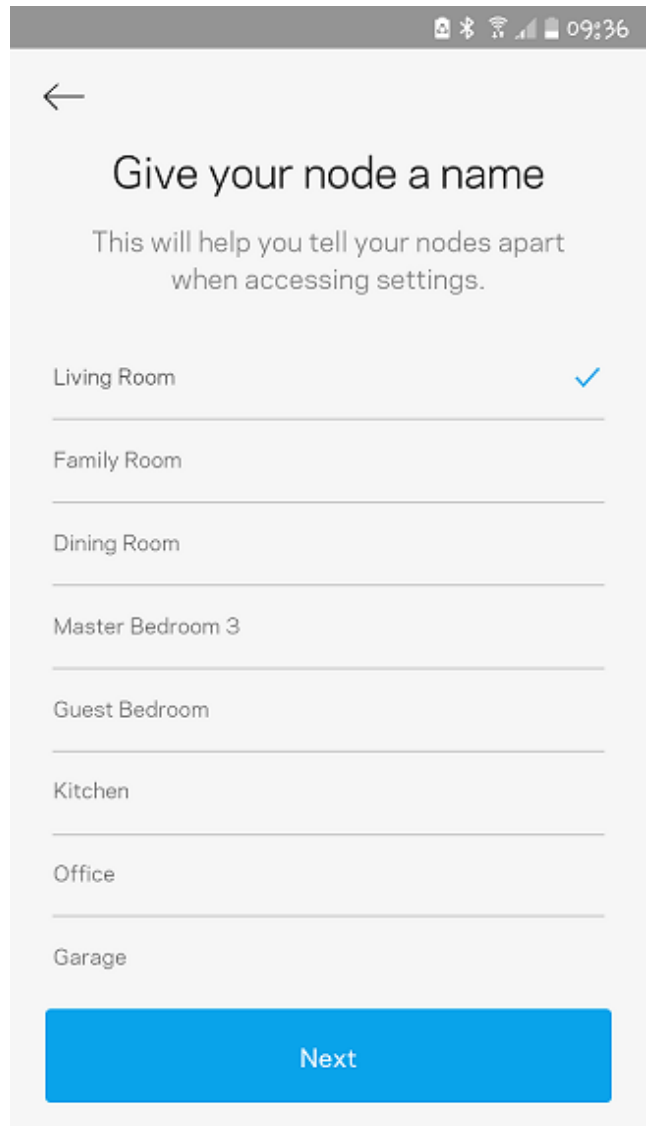 09:36
Give your node a name
This will help you tell your nodes apart
when accessing settings.
Living Room
Family Room
Dining Room
Master Bedroom 3
Guest Bedroom
Kitchen
Office
Garage
Next